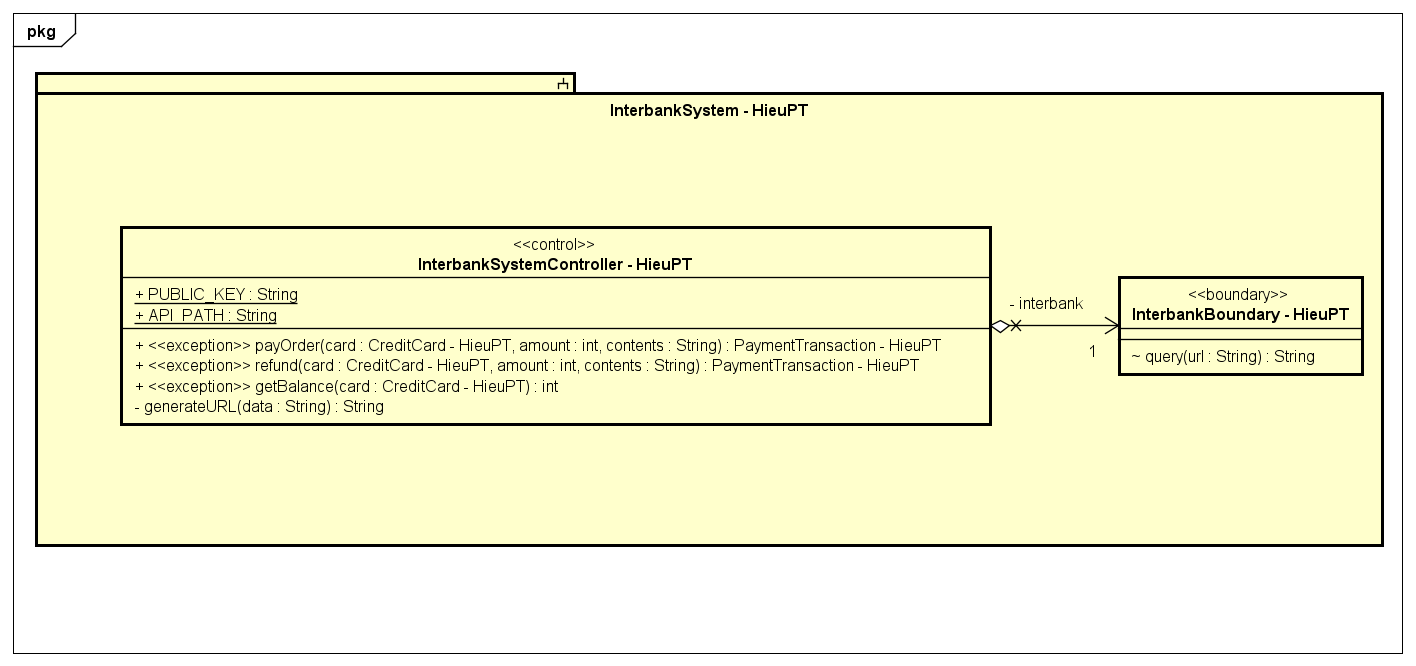 pkg
InterbankSystem - HieuPT
<<control>>
InterbankSystemController - HieuPT
+ PUBLIC_KEY : String
+ API_PATH : String
+ <<exception>> payOrder(card : CreditCard - HieuPT, amount : int, contents : String) : PaymentTransaction - HieuPT
+ <<exception>> refund(card : CreditCard - HieuPT, amount : int, contents : String) : PaymentTransaction - HieuPT
+ <<exception>> getBalance(card : CreditCard - HieuPT) : int
- generateURL(data : String) : String
- interbank
1
<<boundary>>
InterbankBoundary - HieuPT
~ query(url : String) : String